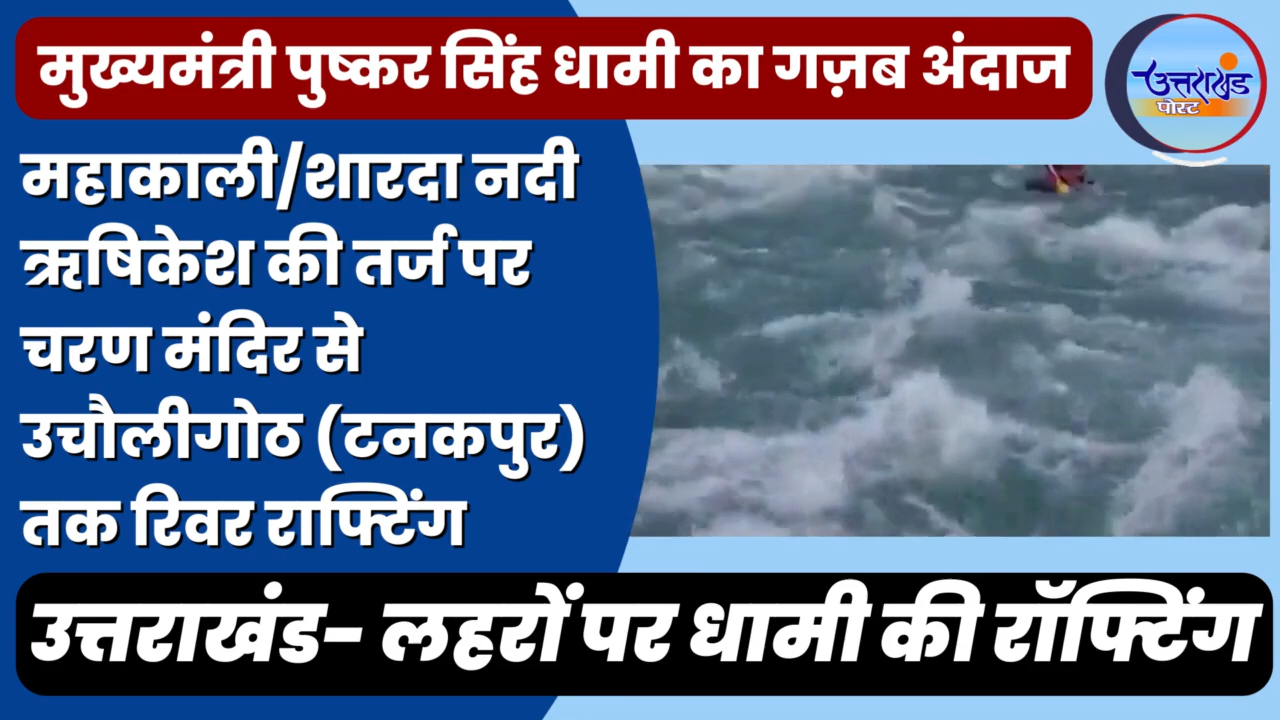 मुख्यमंत्री पुष्कर सिंह धामी का गज़ब अंदाज
उत्तराखंड
पोस्ट
महाकाली/शारदा नदी
ऋषिकेश की तर्ज पर
चरण मंदिर से
उचौलीगोठ (टनकपुर)
तक रिवर राफ्टिंग
उत्तराखंड- लहरों पर धामी की रॉफ्टिंग